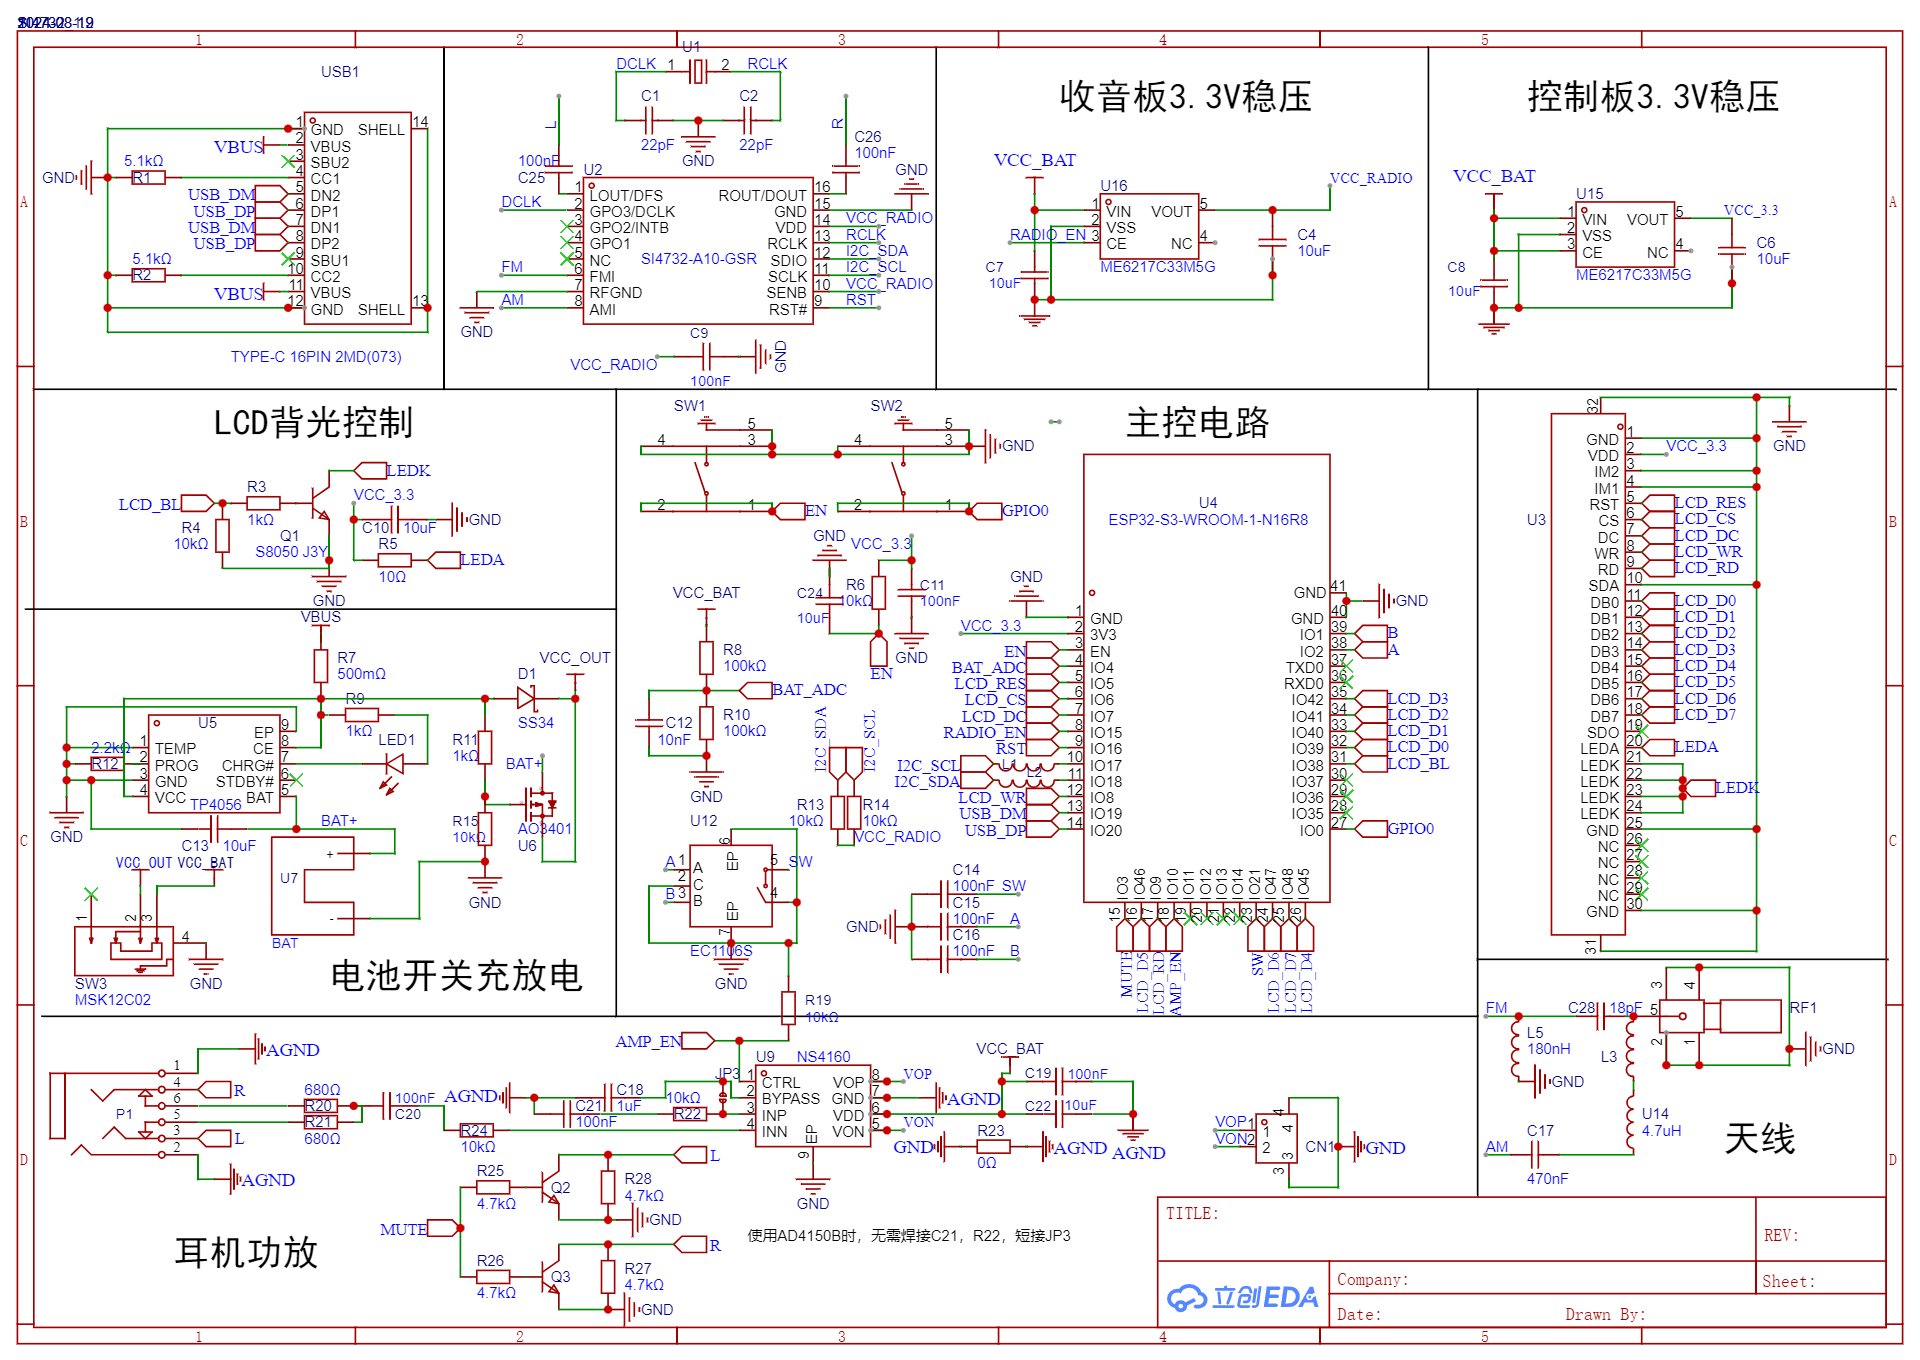 1 2 3 4 5
USB1
1 GND SHELL 14
2 VBUS
3 SBU2
4 CC1
5 DN2
6 DP1
7 DN1
8 DP2
9 SBU1
10 CC2
11 VBUS
12 GND SHELL 13
VBUS
5.1kΩ
R1
GND
USB_DM
USB_DP
USB_DM
USB_DP
5.1kΩ
R2
VBUS
TYPE-C 16PIN 2MD(073)
U1
DCLK 1 2 RCLK
C1 C2
22pF 22pF
GND
L
R
100nF
C25
C26
100nF
GND
U2
1 LOUT/DFS ROUT/DOUT 16
2 GPO3/DCLK GND 15
3 GPO2/INTB VDD 14
4 GPO1 RCLK 13
5 NC SDIO 12
6 FMI SCLK 11
7 RFGND SENB 10
8 AMI RST# 9
SI4732-A10-GSR
DCLK
FM
AM
GND
VCC_RADIO
RCLK
I2C_SDA
I2C_SCL
VCC_RADIO
RST
C9
VCC_RADIO
100nF
GND
收音板3.3V稳压
VCC_BAT
U16
1 VIN VOUT 5
2 VSS
3 CE NC 4
ME6217C33M5G
RADIO_EN
VCC_RADIO
C7
10uF
C4
10uF
控制板3.3V稳压
VCC_BAT
U15
1 VIN VOUT 5
2 VSS
3 CE NC 4
ME6217C33M5G
VCC_3.3
C8
10uF
C6
10uF
LCD背光控制
LCD_BL
R3
1kΩ
R4
10kΩ
Q1
S8050 J3Y
GND
LEDK
VCC_3.3
C10 10uF
GND
R5
10Ω
LEDA
VBUS
R7
500mΩ
R9
1kΩ
LED1
U5
1 TEMP EP 9
2 PROG CE 8
3 GND CHRG# 7
4 VCC STDBY# 6
BAT 5
TP4056
2.2kΩ
R12
GND
C13 10uF
VCC_OUT
D1
SS34
R11
1kΩ
BAT+
R15
10kΩ
AO3401
U6
GND
BAT+
U7
+
-
BAT
VCC_OUT VCC_BAT
1 2 3 4
SW3
MSK12C02
GND
电池开关充放电
主控电路
SW1
5
4 3
2 1
EN
SW2
5
4 3
2 1
GND
GPIO0
GND
VCC_3.3
C24
10uF
R6
10kΩ
C11
100nF
EN
GND
VCC_BAT
R8
100kΩ
BAT_ADC
R10
100kΩ
C12
10nF
GND
I2C_SDA
I2C_SCL
R13
10kΩ
R14
10kΩ
VCC_RADIO
U12
A 1 A
2 C
B 3 B
EP 6
EP 7
5 SW
4
EC1106S
GND
R19
10kΩ
C14
100nF SW
C15
100nF A
C16
100nF B
GND
U4
ESP32-S3-WROOM-1-N16R8
GND
VCC_3.3
1 GND
2 3V3
EN 3 EN
BAT_ADC 4 IO4
LCD_RES 5 IO5
LCD_CS 6 IO6
LCD_DC 7 IO7
RADIO_EN 8 IO15
RST 9 IO16
I2C_SCL L1 10 IO17
I2C_SDA L2 11 IO18
LCD_WR 12 IO8
USB_DM 13 IO19
USB_DP 14 IO20
GND 41 GND
GND 40
IO1 39 B
IO2 38 A
TXD0 37
RXD0 36
IO42 35 LCD_D3
IO41 34 LCD_D2
IO40 33 LCD_D1
IO39 32 LCD_D0
IO38 31 LCD_BL
IO37 30
IO36 29
IO35 28
IO0 27 GPIO0
IO3 IO46 IO9 IO10 IO11 IO12 IO13 IO14 IO21 IO47 IO48 IO45
15 16 17 18 19 20 21 22 23 24 25 26
MUTE LCD_D5 LCD_RD AMP_EN SW LCD_D6 LCD_D7 LCD_D4
U3
32
GND 1 GND
VDD 2 VCC_3.3
IM2 3
IM1 4
RST 5 LCD_RES
CS 6 LCD_CS
DC 7 LCD_DC
WR 8 LCD_WR
RD 9 LCD_RD
SDA 10
DB0 11 LCD_D0
DB1 12 LCD_D1
DB2 13 LCD_D2
DB3 14 LCD_D3
DB4 15 LCD_D4
DB5 16 LCD_D5
DB6 17 LCD_D6
DB7 18 LCD_D7
SDO 19
LEDA 20 LEDA
LEDK 21
LEDK 22 LEDK
LEDK 23
LEDK 24
GND 25
NC 26
NC 27
NC 28
NC 29
GND 30
31
FM
C28 18pF
5
3 4
2 1
RF1
L5
180nH
GND
L3
GND
U14
4.7uH
AM
C17
470nF
天线
P1
1 AGND
4 R
6
5
3 L
2 AGND
680Ω
R20
R21
680Ω
100nF
C20
AGND
C18
1uF
C21
100nF
10kΩ
R22
JP3
R24
10kΩ
AMP_EN
U9 NS4160
1 CTRL VOP 8 VOP
2 BYPASS GND 7 AGND
3 INP VDD 6
4 INN VON 5 VON
EP 9
GND
VCC_BAT
C19 100nF
C22 10uF
AGND
R23
GND AGND
0Ω
VOP 1 1
VON 2 2
4 4
3 3
CN1
GND
MUTE
R25
4.7kΩ
Q2
R28
4.7kΩ
L
GND
R26
4.7kΩ
Q3
R27
4.7kΩ
R
GND
使用AD4150B时，无需焊接C21，R22，短接JP3
耳机功放
TITLE:
REV:
Company:
Sheet:
Date:
Drawn By:
立创EDA
A B C D
1 2 3 4 5